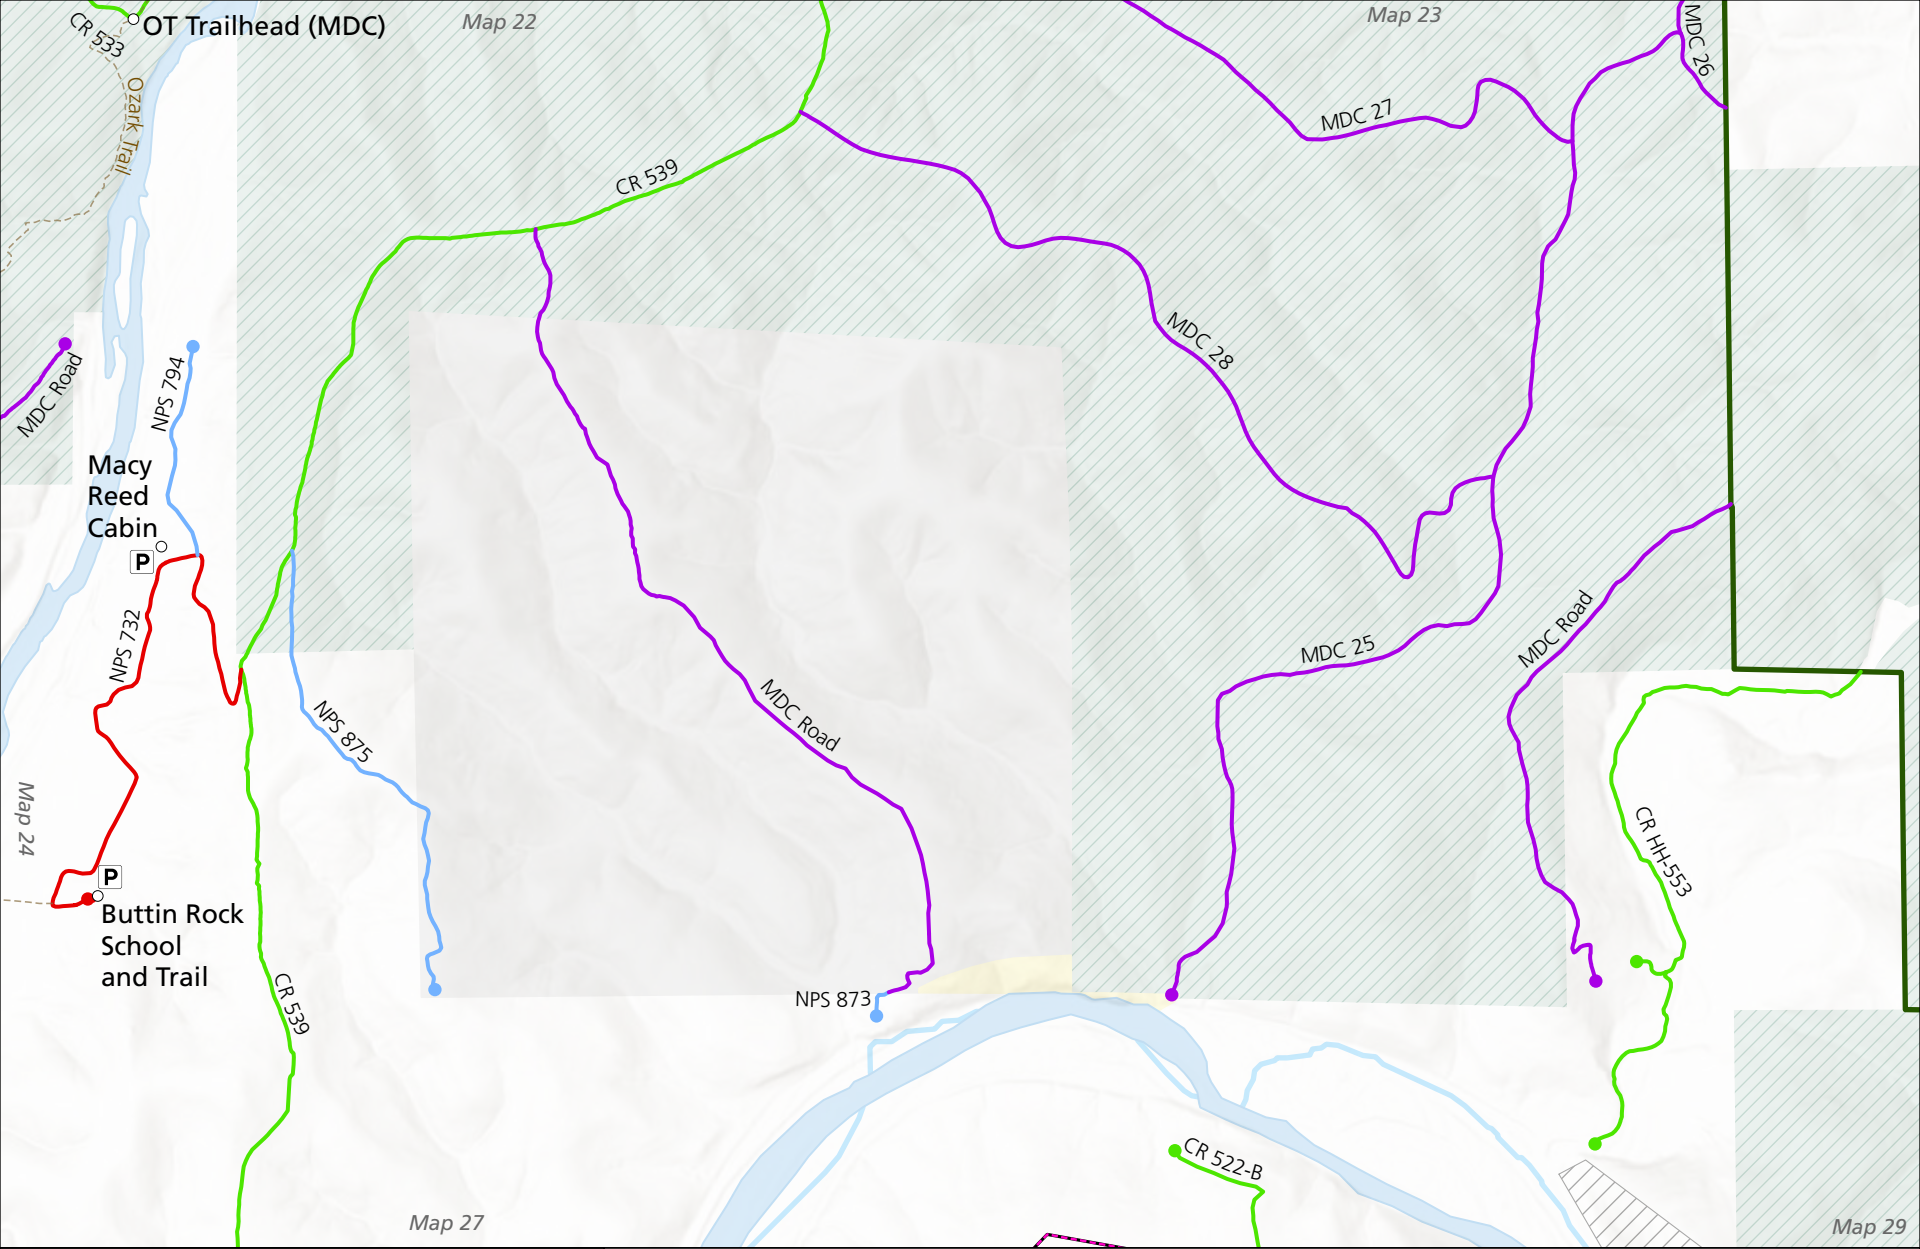 OT Trailhead (MDC)
Map 22
Map 23
CR 533
MDC 26
Ozark Trail
MDC 27
CR 539
MDC 28
MDC Road
NPS 794
Macy
Reed
Cabin
P
NPS 732
MDC 25
MDC Road
NPS 875
MDC Road
Map 24
CR HH-553
P
Buttin Rock
School
and Trail
CR 539
NPS 873
CR 522-B
Map 27
Map 29